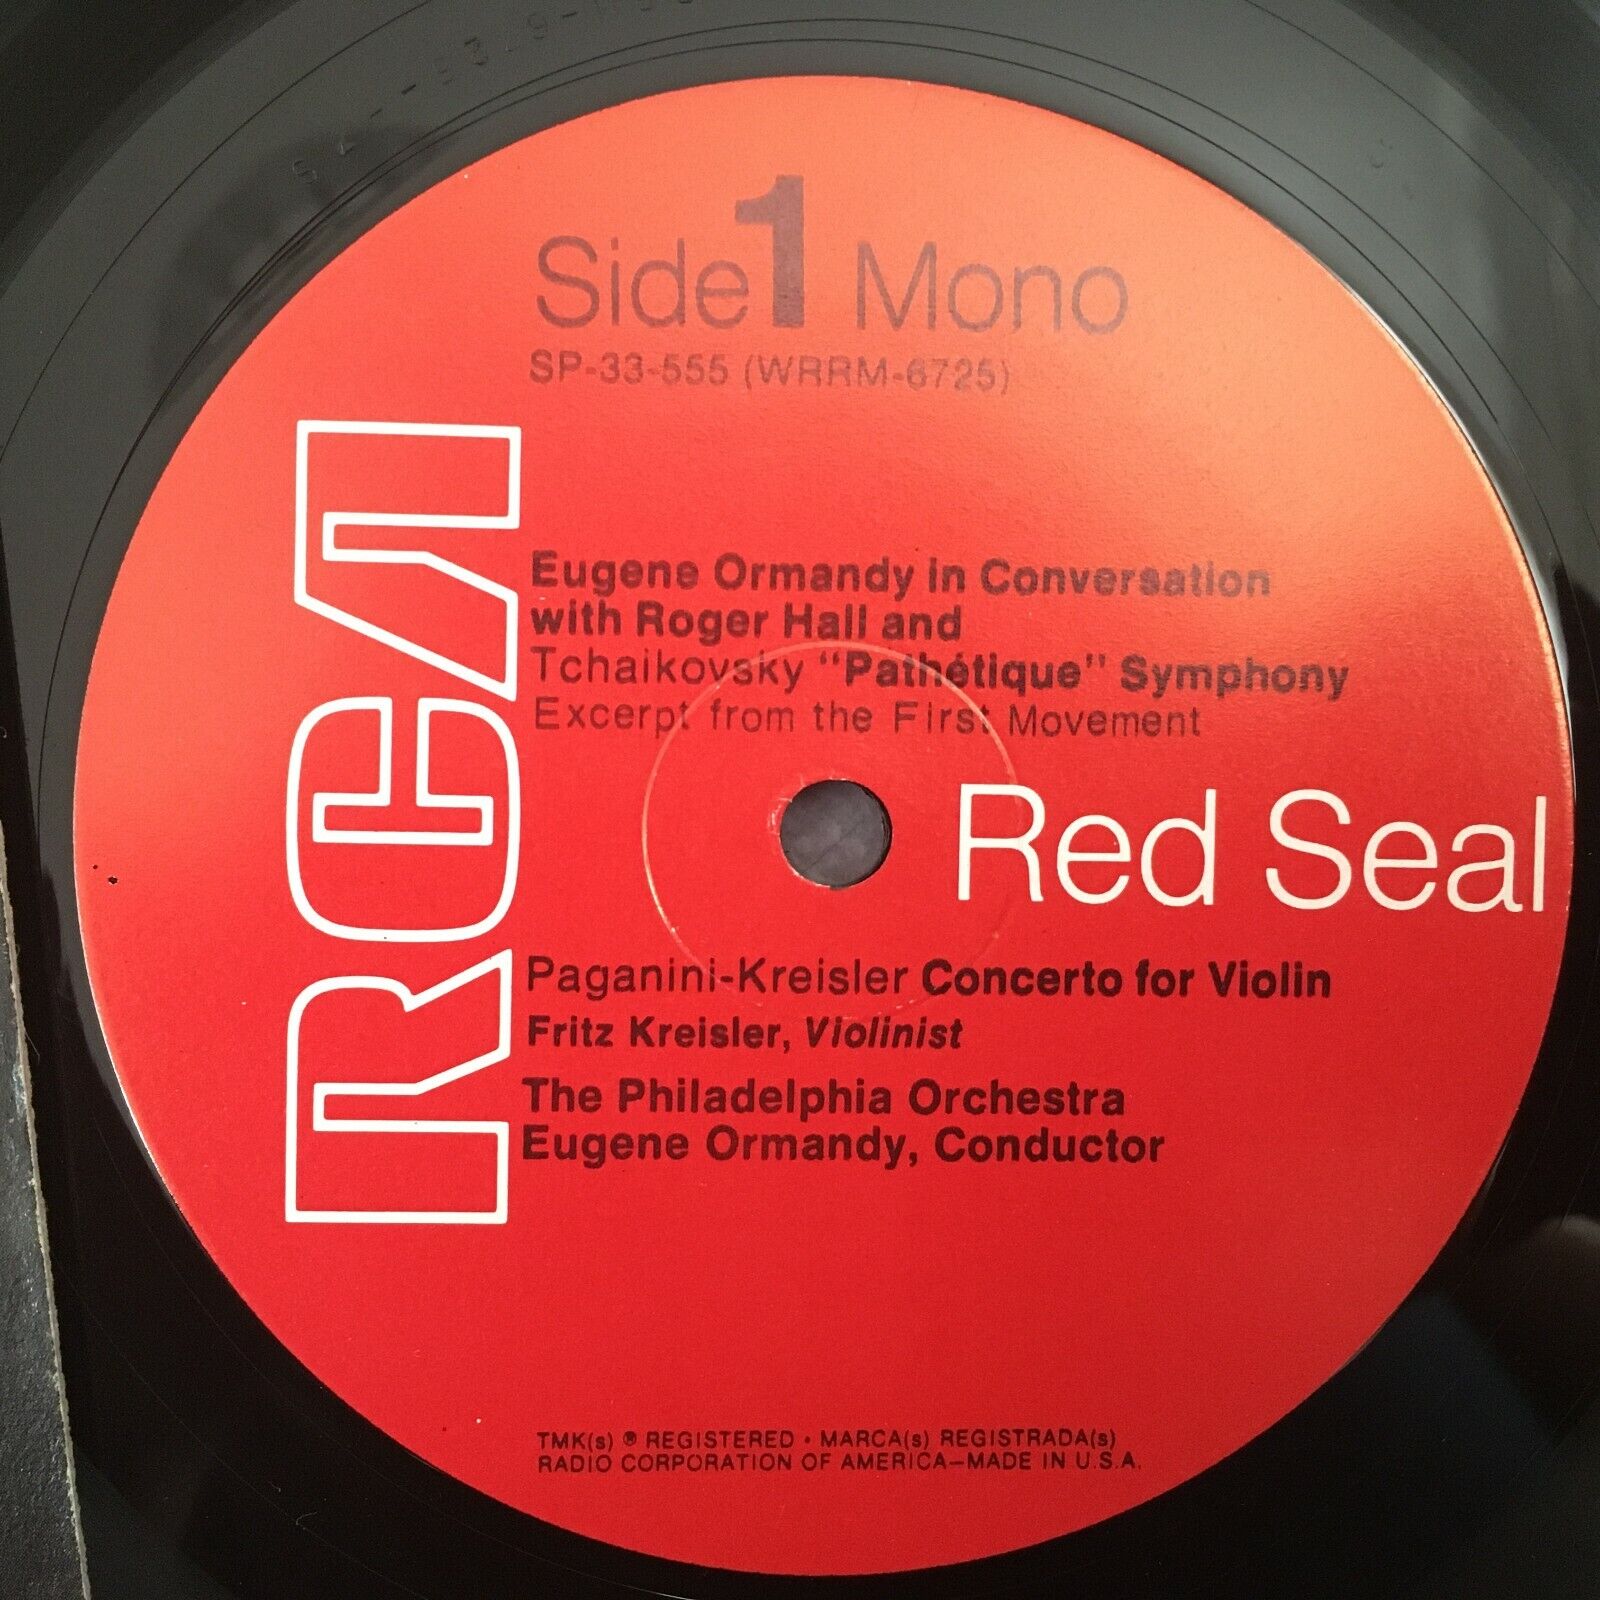 Side 1 Mono
SP-33-555 (WRRM-6725)
RCA
Eugene Ormandy in Conversation
with Roger Hall and
Tchaikovsky "Pathétique" Symphony
Excerpt from the First Movement
Red Seal
Paganini-Kreisler Concerto for Violin
Fritz Kreisler, Violinist
The Philadelphia Orchestra
Eugene Ormandy, Conductor
TMK(s) ® REGISTERED • MARCA(s) REGISTRADA(s)
RADIO CORPORATION OF AMERICA—MADE IN U.S.A.